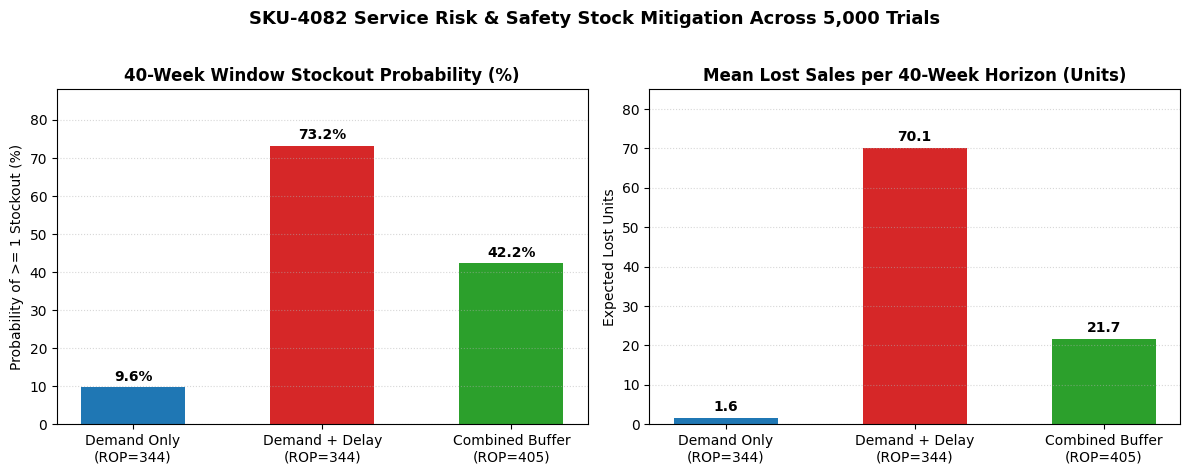 SKU-4082 Service Risk & Safety Stock Mitigation Across 5,000 Trials
40-Week Window Stockout Probability (%)
Probability of >= 1 Stockout (%)
80
70
60
50
40
30
20
10
0
9.6%
73.2%
42.2%
Demand Only
(ROP=344)
Demand + Delay
(ROP=344)
Combined Buffer
(ROP=405)
Mean Lost Sales per 40-Week Horizon (Units)
Expected Lost Units
80
70
60
50
40
30
20
10
0
1.6
70.1
21.7
Demand Only
(ROP=344)
Demand + Delay
(ROP=344)
Combined Buffer
(ROP=405)